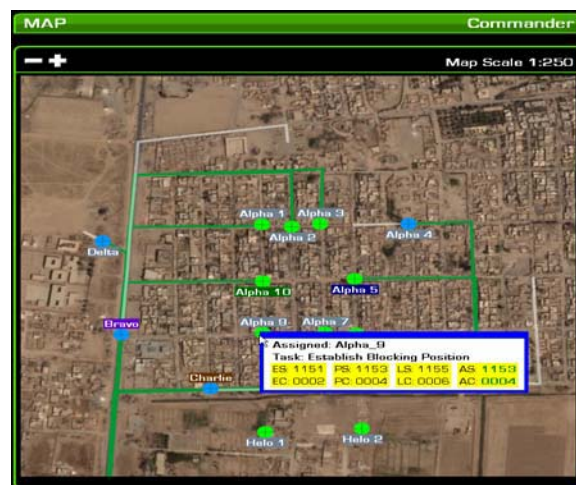 MAP Commander
Map Scale 1:250
Alpha 1 Alpha 3
Alpha 2 Alpha 4
Delta
Alpha 10 Alpha 5
Bravo Alpha 9 Alpha 7
Assigned: Alpha_9
Task: Establish Blocking Position
ES: 1151 PS: 1153 LS: 1155 AS: 1153
EC: 0002 PC: 0004 LC: 0006 AC: 0004
Charlie
Helo 1 Helo 2